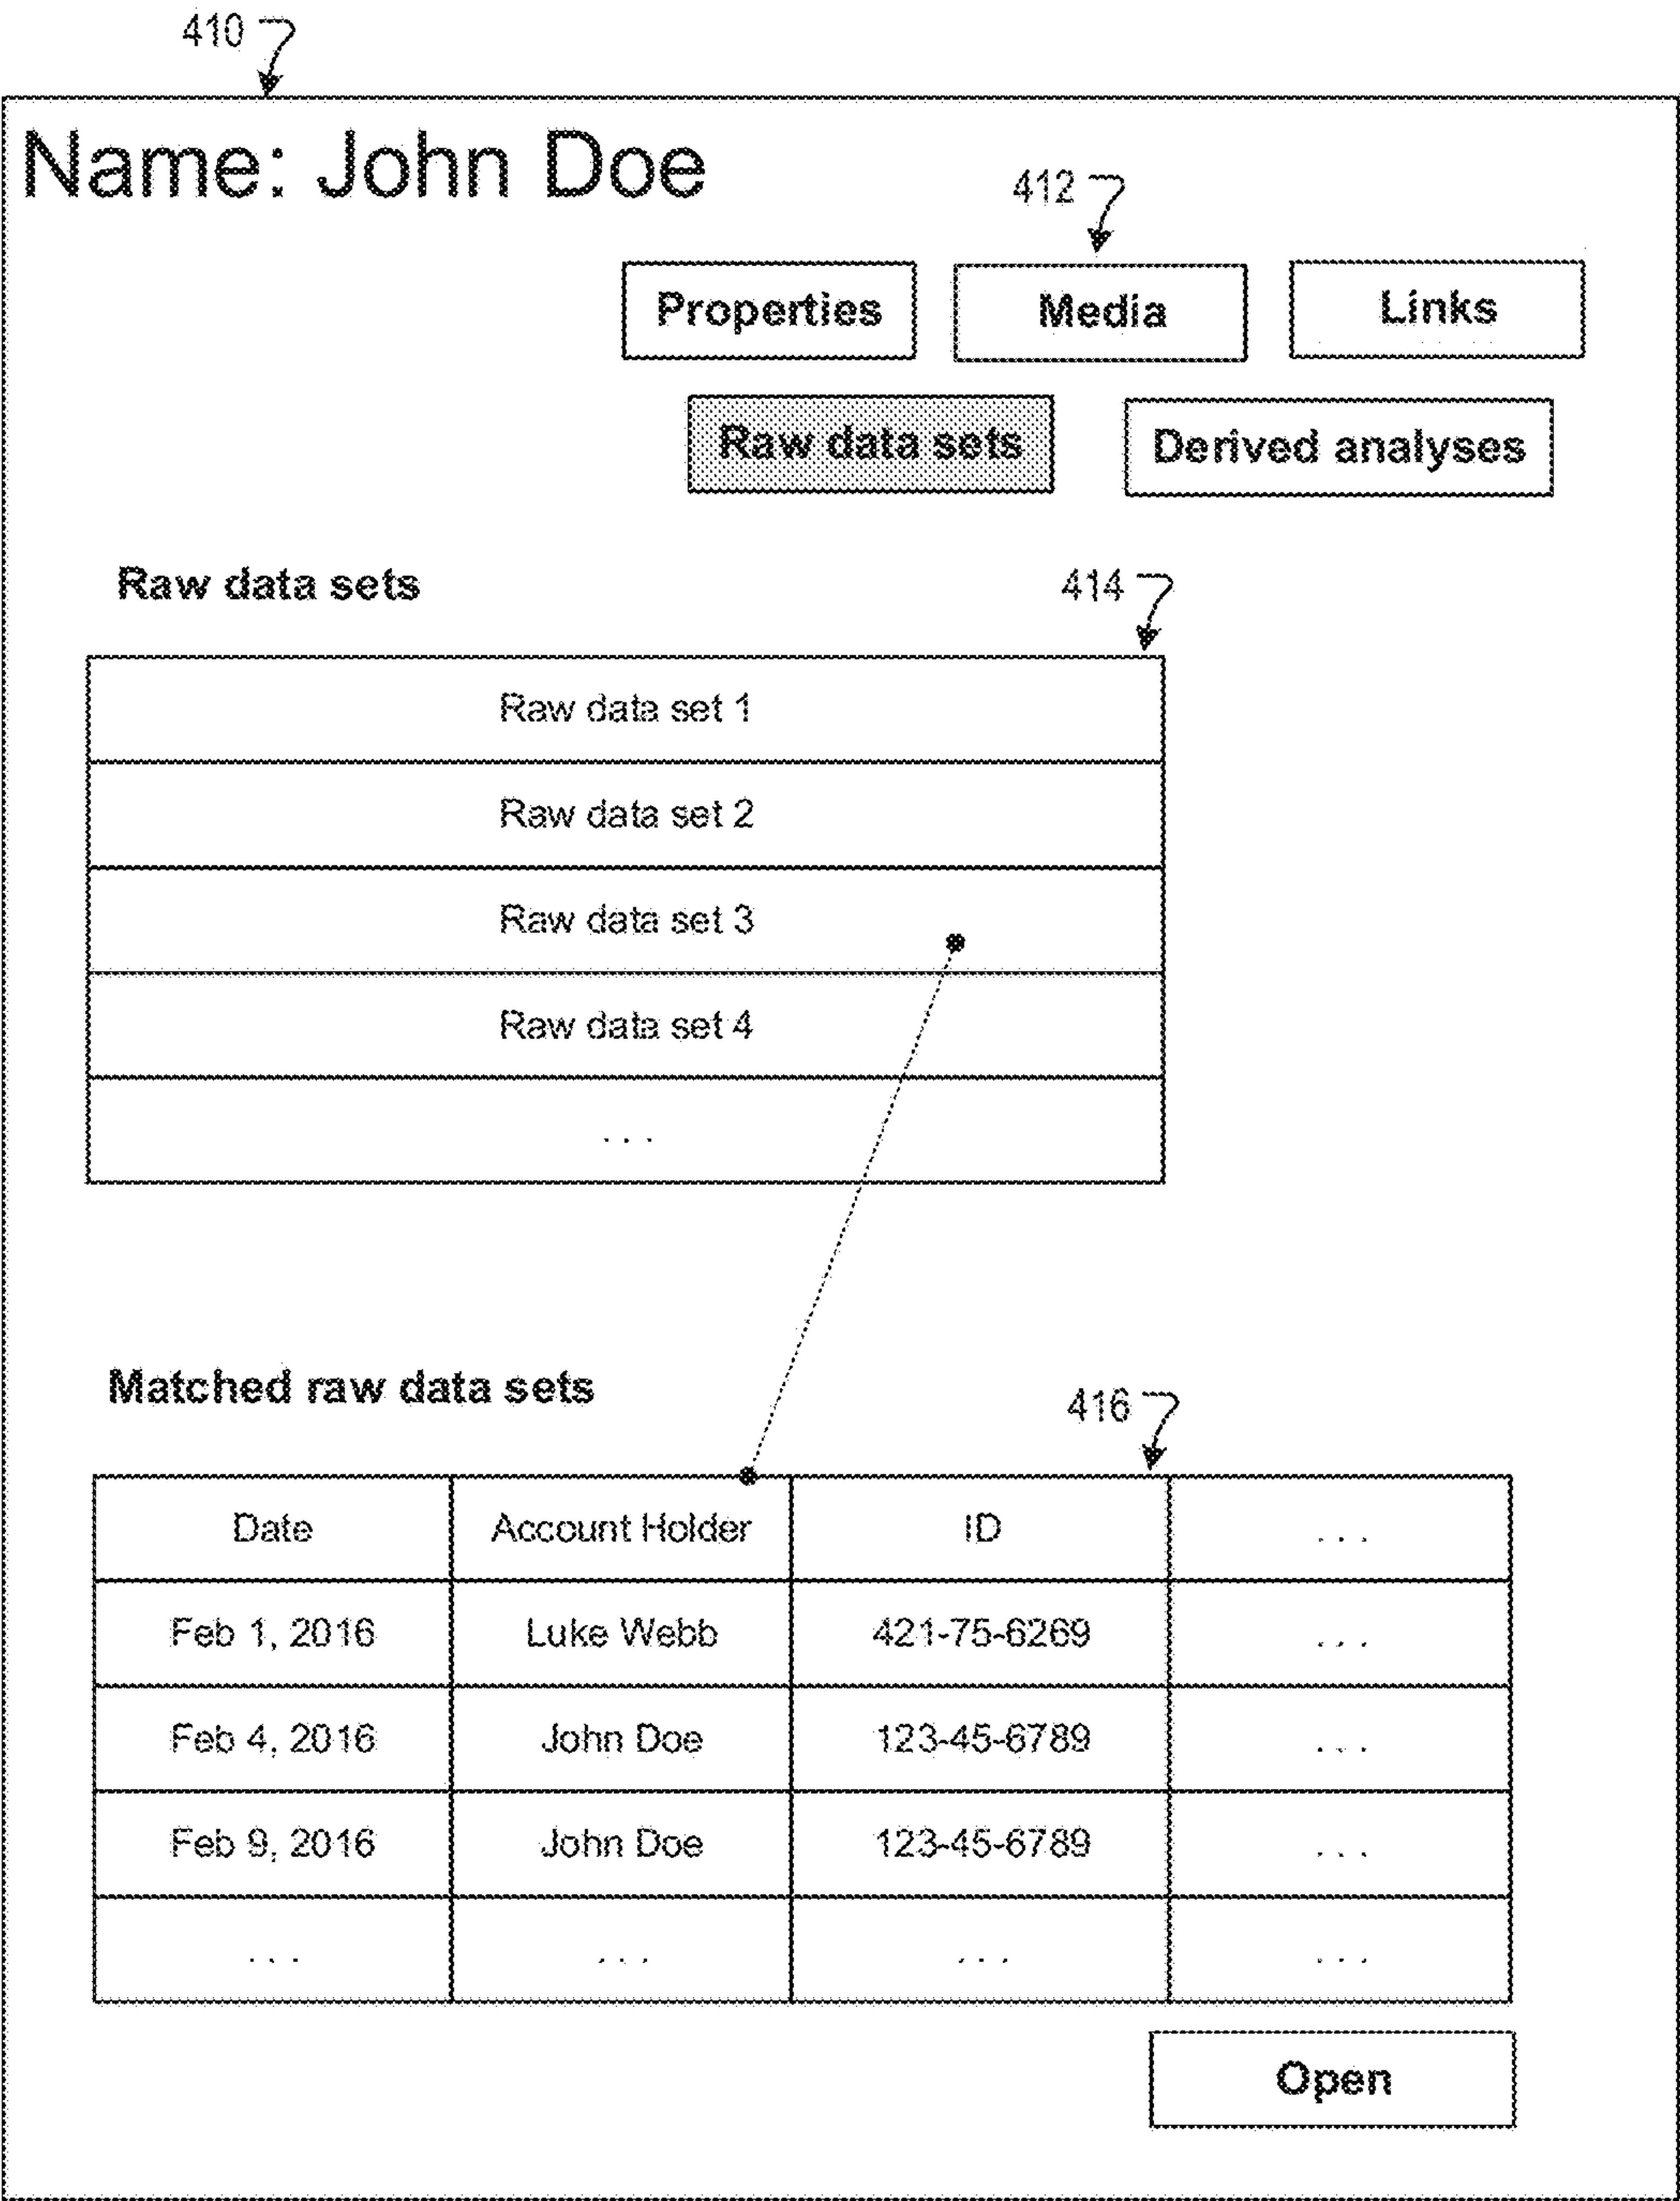 410
Name: John Doe
412
Properties Media Links
Raw data sets Derived analyses
Raw data sets
414
Raw data set 1
Raw data set 2
Raw data set 3
Raw data set 4
. . .
Matched raw data sets
416
Date Account Holder ID . . .
Feb 1, 2016 Luke Webb 421-75-6269 . . .
Feb 4, 2016 John Doe 123-45-6789 . . .
Feb 9, 2016 John Doe 123-45-6789 . . .
. . . . . . . . . . . .
Open